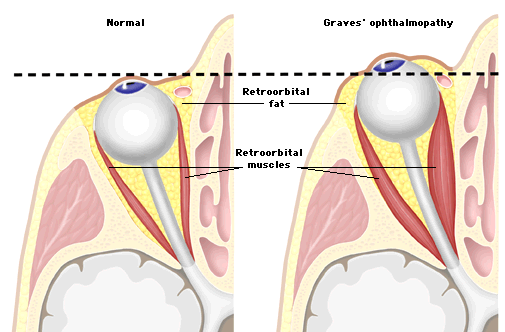 Normal
Graves' ophthalmopathy
Retroorbital
fat
Retroorbital
muscles